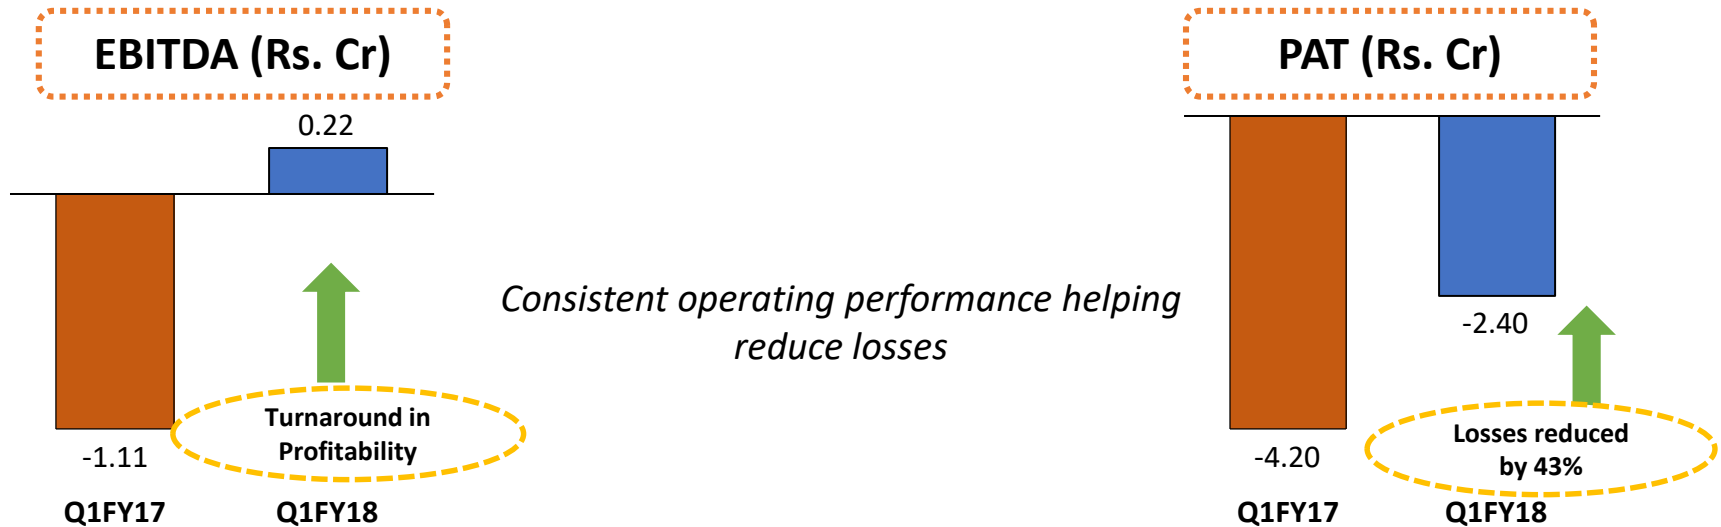 EBITDA (Rs. Cr)
0.22
-1.11
Turnaround in
Profitability
Q1FY17
Q1FY18
Consistent operating performance helping
reduce losses
PAT (Rs. Cr)
-2.40
-4.20
Losses reduced
by 43%
Q1FY17
Q1FY18